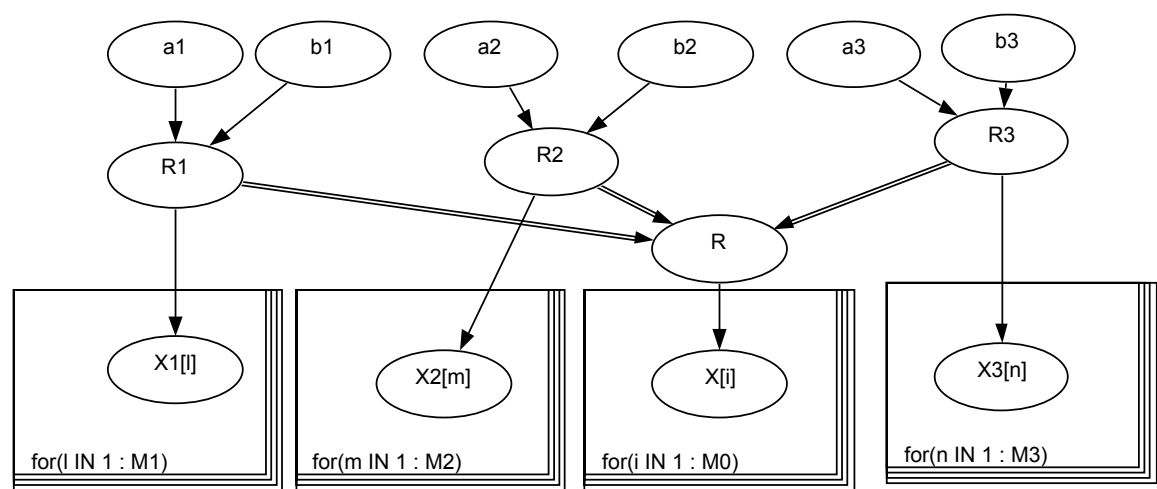 a1
b1
a2
b2
a3
b3
R1
R2
R3
R
X1[l]
X2[m]
X[i]
X3[n]
for(l IN 1 : M1)
for(m IN 1 : M2)
for(i IN 1 : M0)
for(n IN 1 : M3)